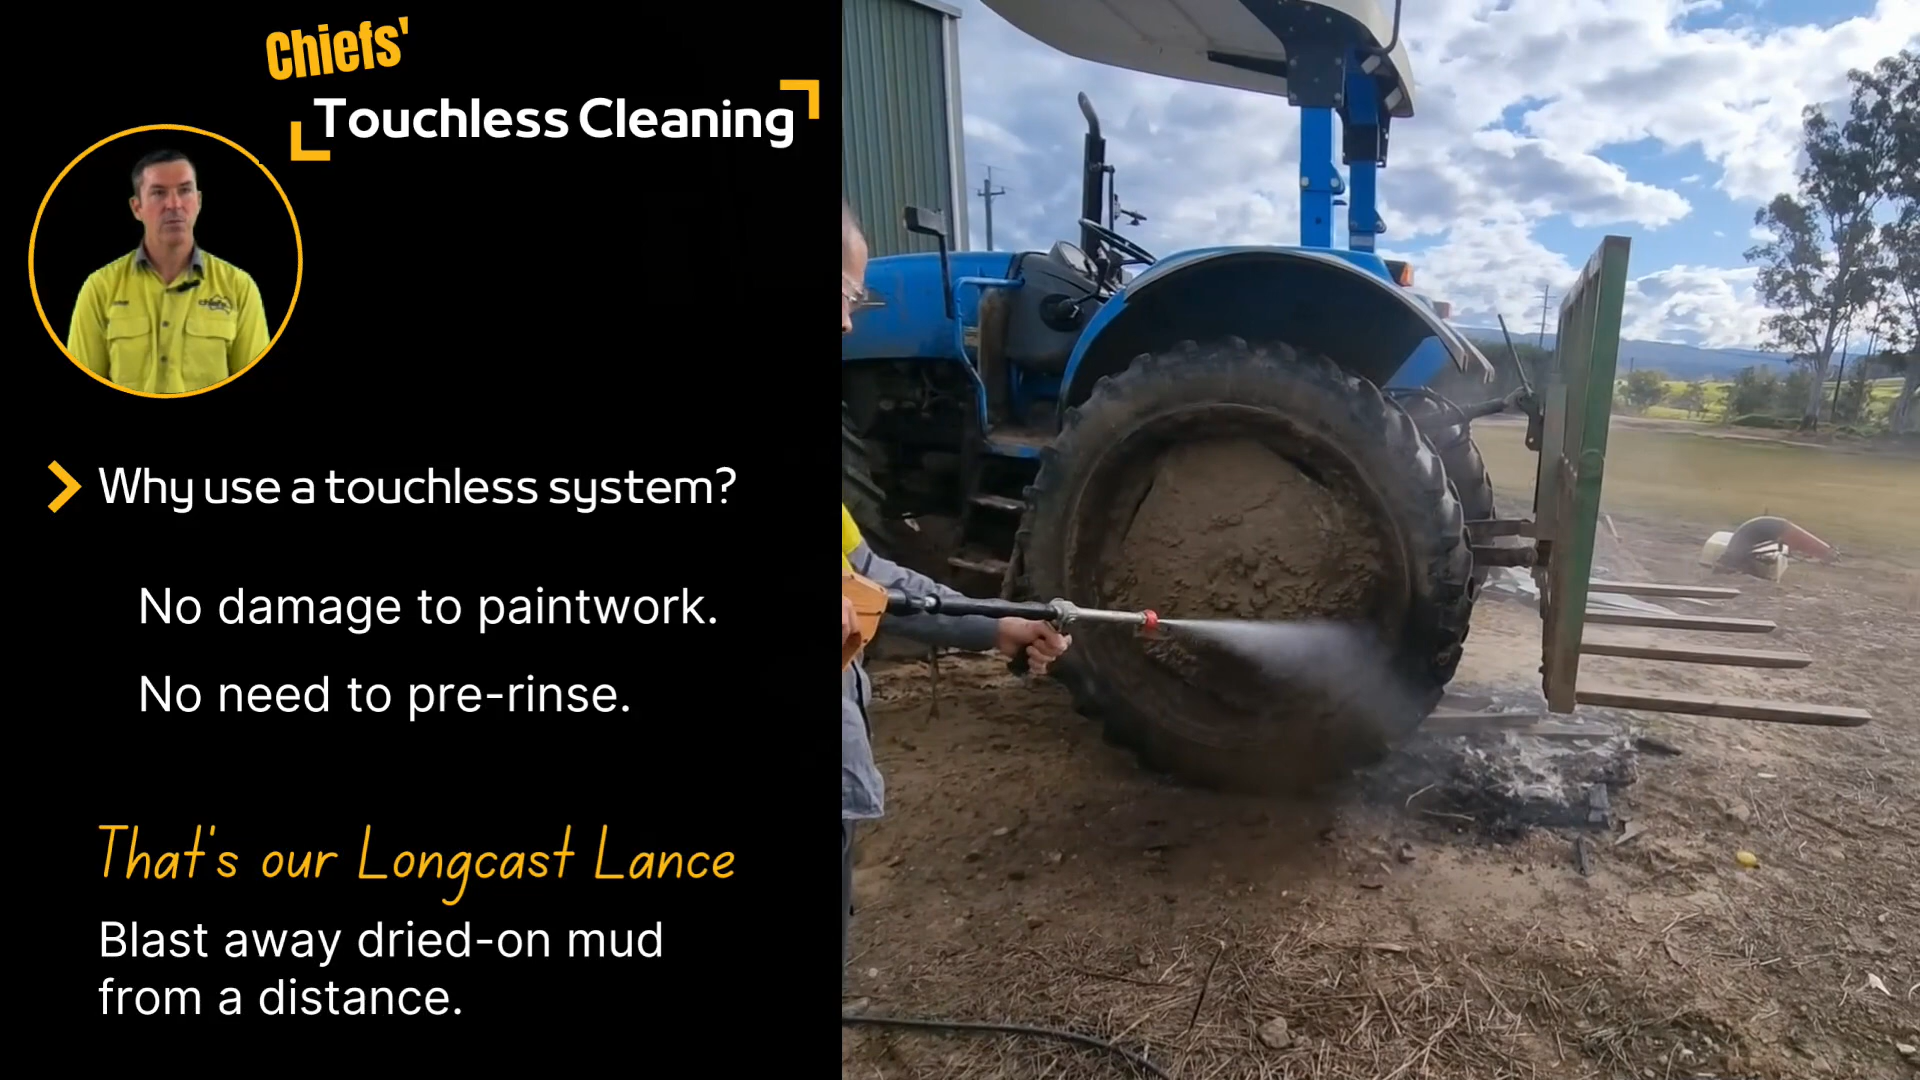 Chiefs'
Touchless Cleaning
Why use a touchless system?
No damage to paintwork.
No need to pre-rinse.
That's our Longcast Lance
Blast away dried-on mud
from a distance.
chiefs